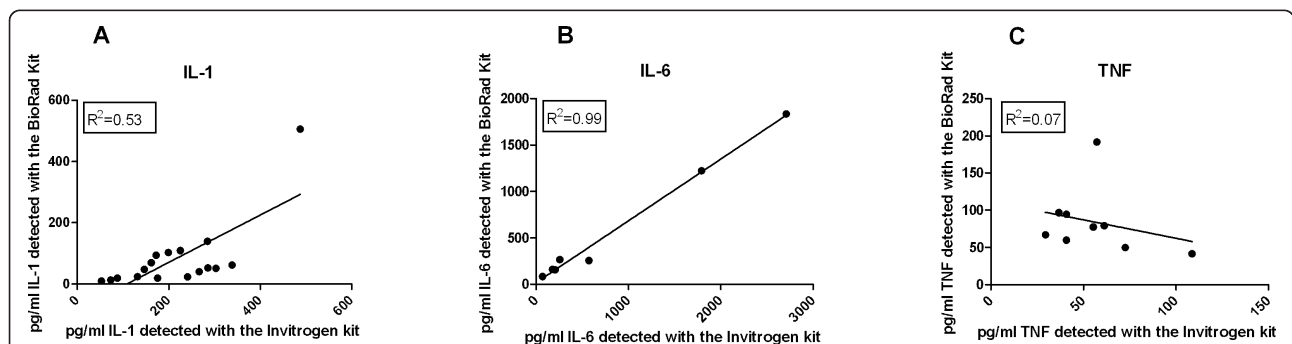 A
IL-1
pg/ml IL-1 detected with the BioRad Kit
600
400
200
0
R²=0.53
0
200
400
600
pg/ml IL-1 detected with the Invitrogen kit
B
IL-6
pg/ml IL-6 detected with the BioRad Kit
2000
1500
1000
500
0
R²=0.99
0
1000
2000
3000
pg/ml IL-6 detected with the Invitrogen kit
C
TNF
pg/ml TNF detected with the BioRad Kit
250
200
150
100
50
0
R²=0.07
0
50
100
150
pg/ml TNF detected with the Invitrogen kit